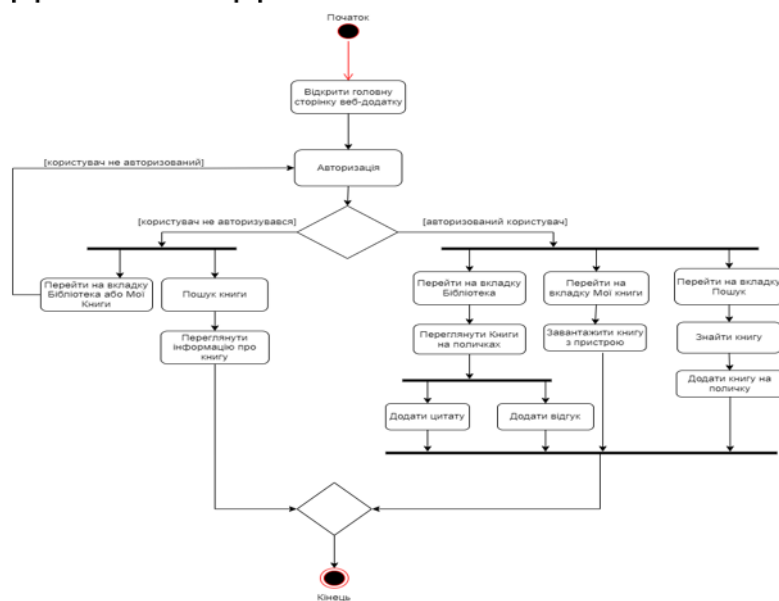 Початок
Відкрити головну
сторінку веб-додатку
[користувач не авторизований]
Авторизація
[користувач не авторизувався]
[авторизований користувач]
Перейти на вкладку
Бібліотека або Мої
Книги
Пошук книги
Перейти на вкладку
Бібліотека
Перейти на
вкладку Мої книги
Перейти на вкладку
Пошук
Переглянути
інформацію про
книгу
Переглянути Книги
на поличках
Завантажити книгу
з пристрою
Знайти книгу
Додати книгу на
поличку
Додати цитату
Додати відгук
Кінець